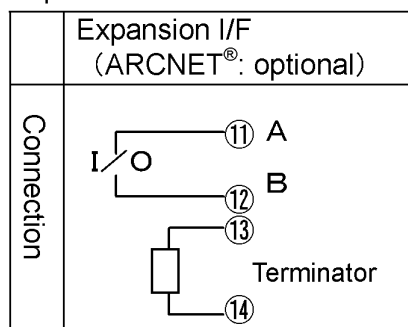 Expansion I/F
(ARCNET®: optional)
Connection
I/O
⑪ A
⑫ B
⑬
Terminator
⑭